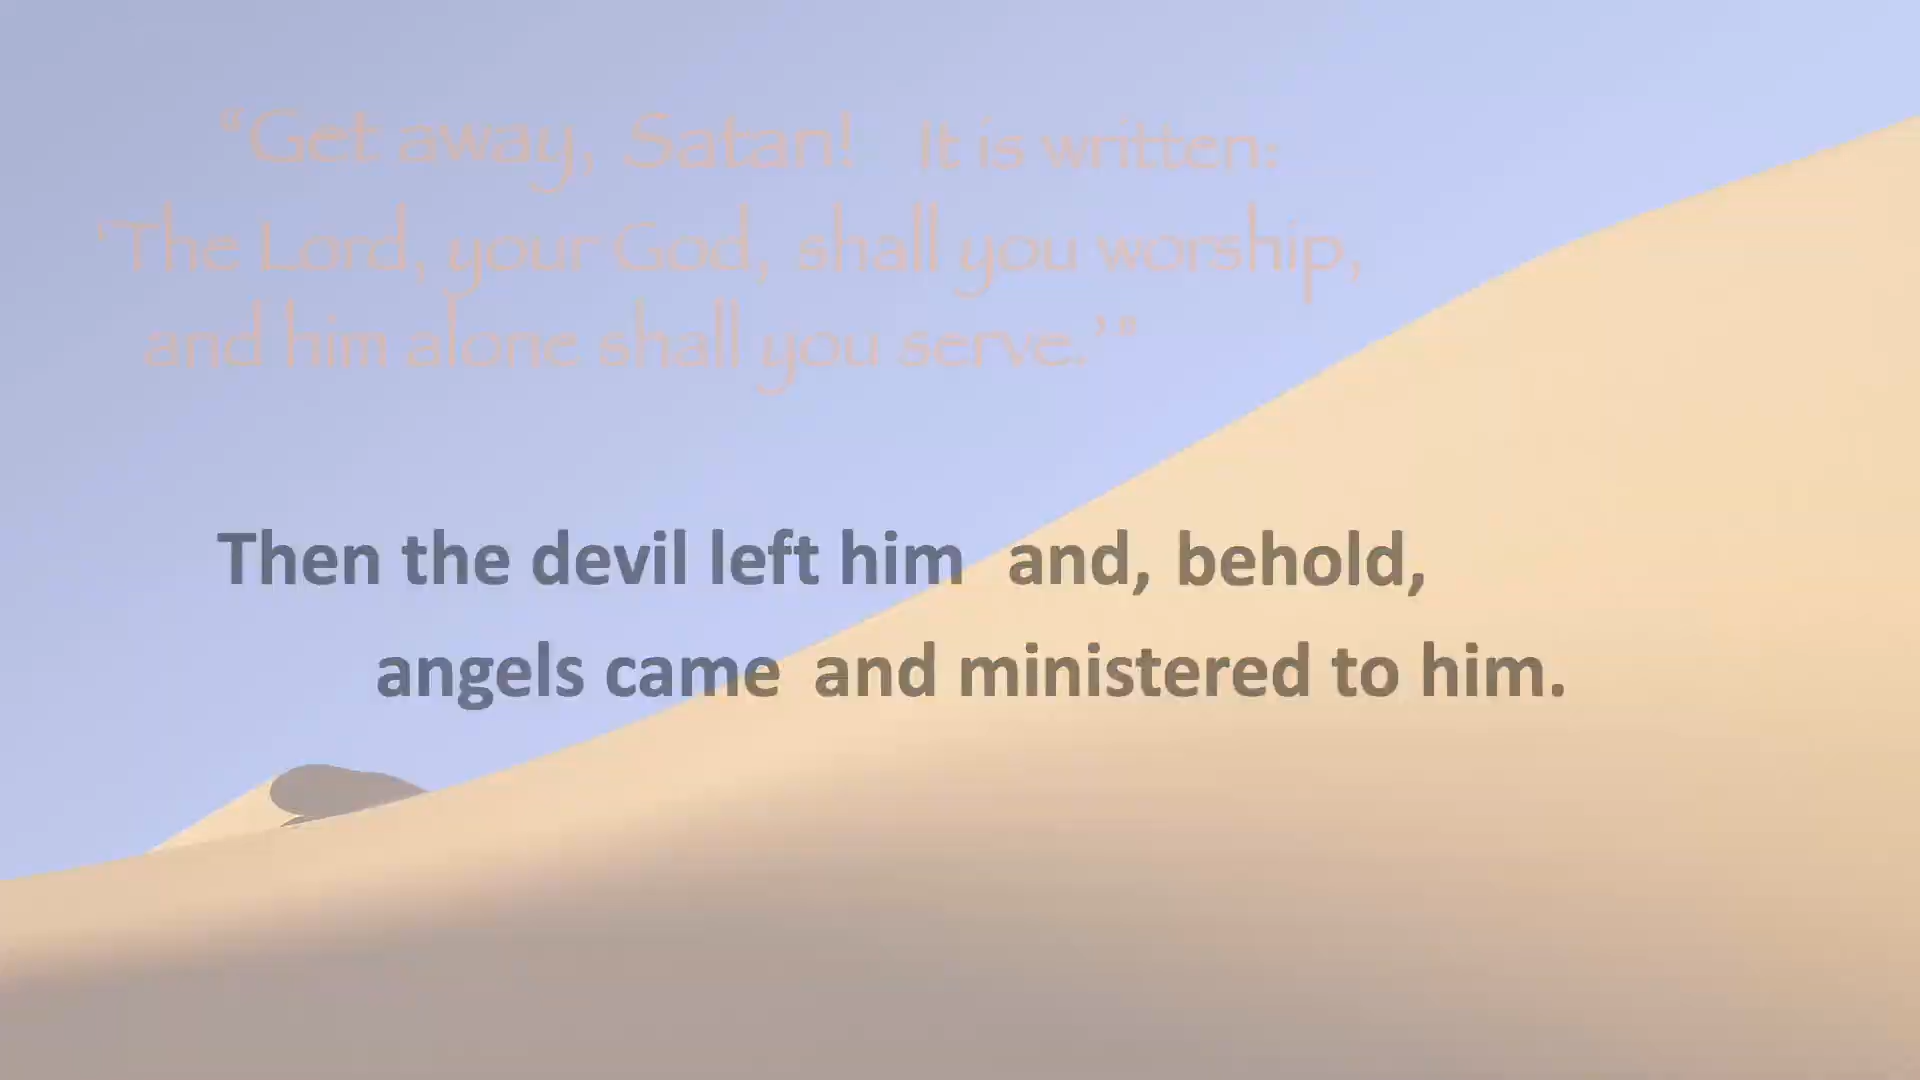 "Get away, Satan! It is written:
'The Lord, your God, shall you worship,
and him alone shall you serve.'"
Then the devil left him and, behold,
angels came and ministered to him.